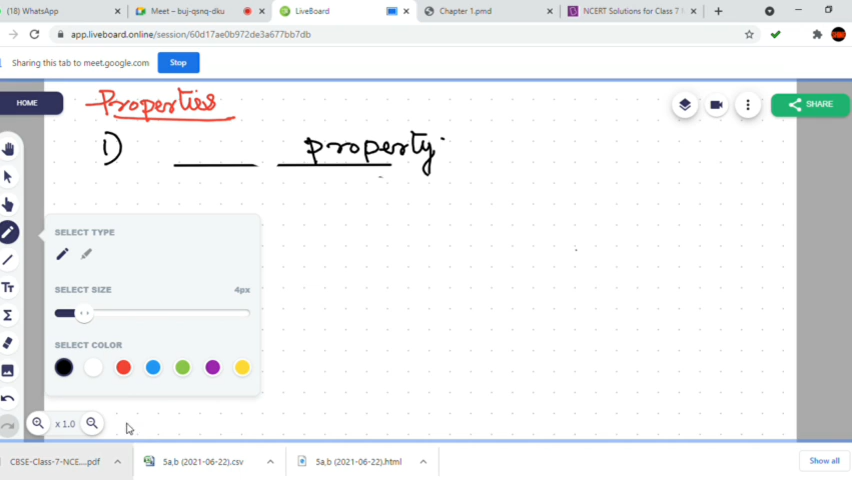 (18) WhatsApp
Meet – buj-qsnq-dku
LiveBoard
Chapter 1.pmd
NCERT Solutions for Class 7 M
app.liveboard.online/session/60d17ae0b972de3a677bb7db
Sharing this tab to meet.google.com
Stop
HOME
Properties
SHARE
1) property
SELECT TYPE
SELECT SIZE 4px
SELECT COLOR
Tт
Σ
x 1.0
CBSE-Class-7-NCE....pdf
5a,b (2021-06-22).csv
5a,b (2021-06-22).html
Show all